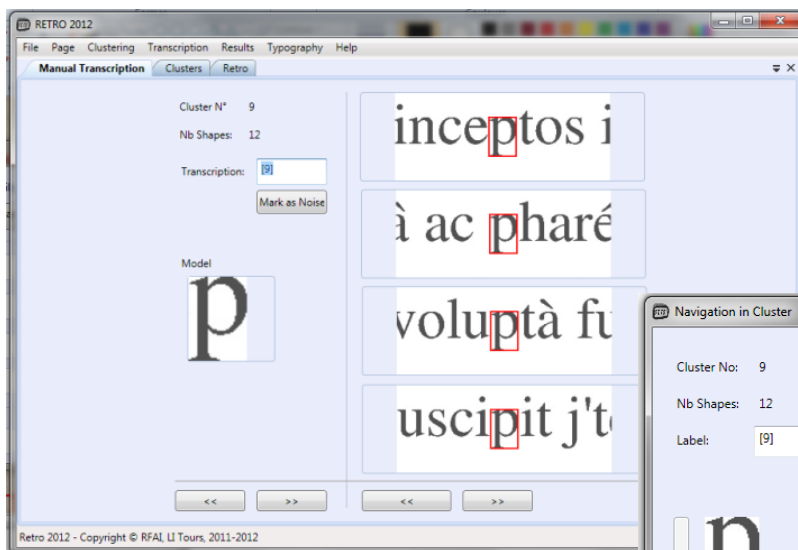 RETRO 2012
File Page Clustering Transcription Results Typography Help
Manual Transcription Clusters Retro
Cluster N° 9
Nb Shapes: 12
Transcription: [9]
Mark as Noise
Model
p
inceptos i
à ac pharé
voluptà fu
uscipit j't
<< >> << >>
Retro 2012 - Copyright © RFAI, LI Tours, 2011-2012
Navigation in Cluster
Cluster No: 9
Nb Shapes: 12
Label: [9]
p